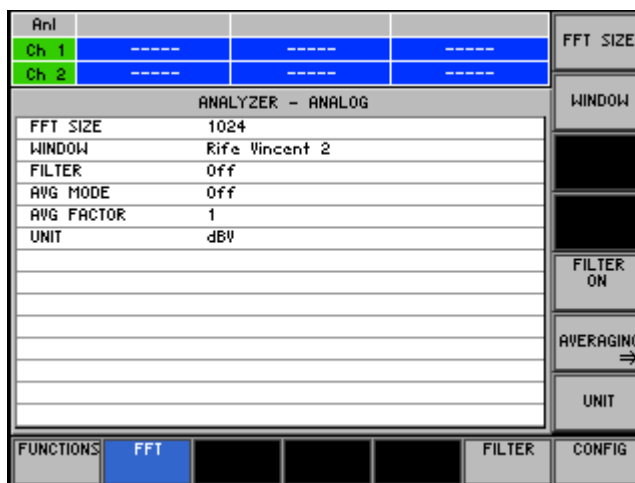 Anl
Ch 1 ----- ----- -----
Ch 2 ----- ----- -----
ANALYZER - ANALOG
FFT SIZE 1024
WINDOW Rife Vincent 2
FILTER Off
AVG MODE Off
AVG FACTOR 1
UNIT dBV
FFT SIZE
WINDOW
FILTER
ON
AVERAGING
⇒
UNIT
FUNCTIONS FFT FILTER CONFIG